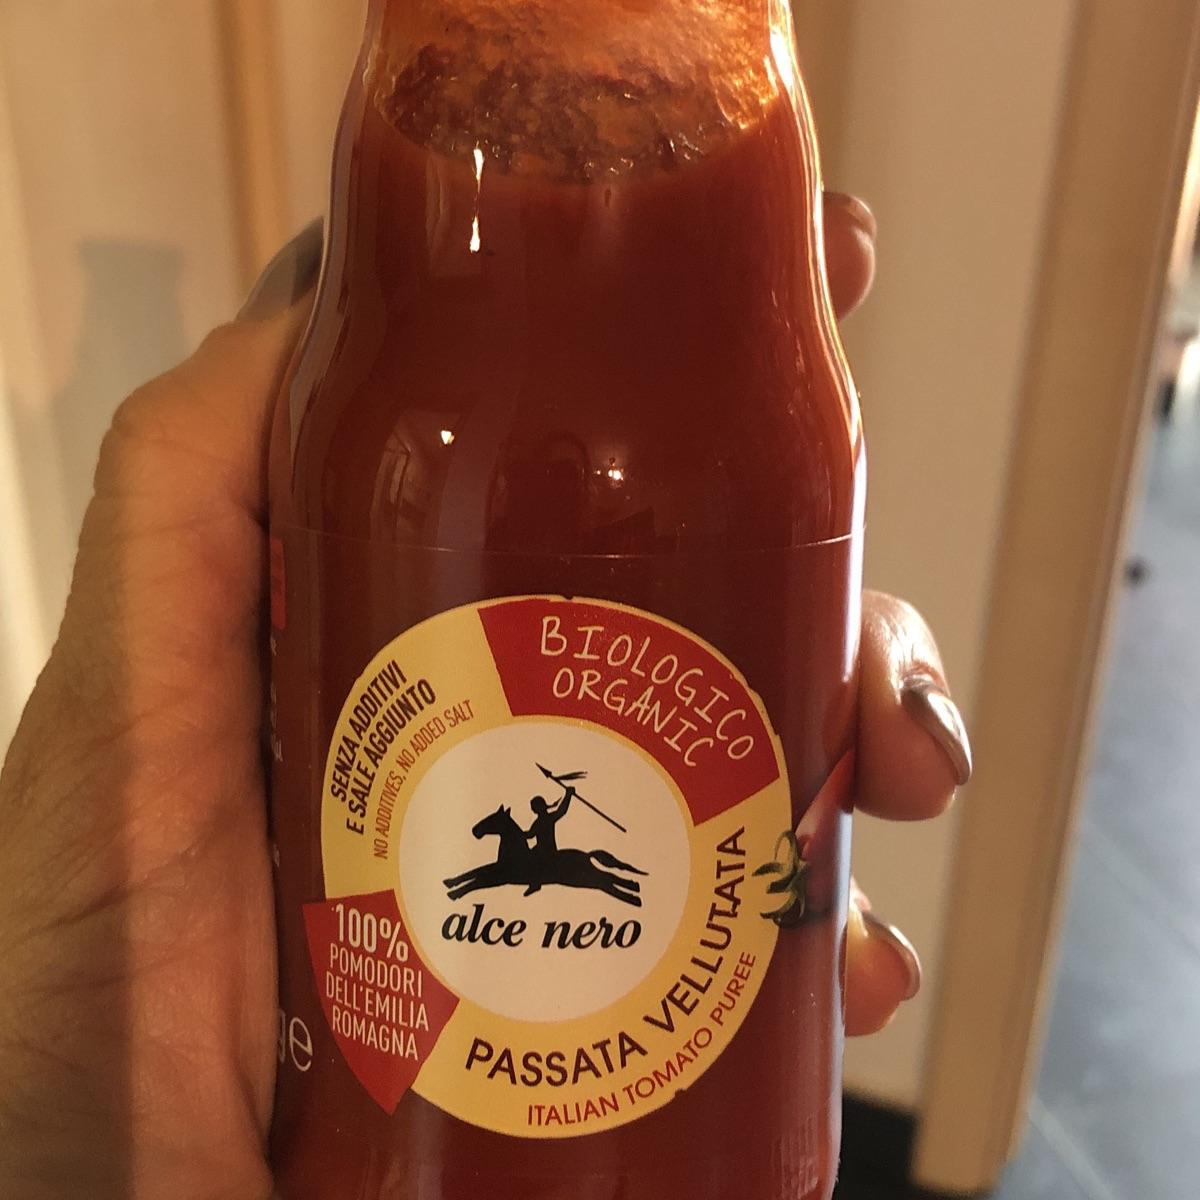 BIOLOGICO
ORGANIC
SENZA ADDITIVI
E SALE AGGIUNTO
NO ADDITIVES, NO ADDED SALT
alce nero
100%
POMODORI
DELL'EMILIA
ROMAGNA
PASSATA VELLUTATA
ITALIAN TOMATO PUREE